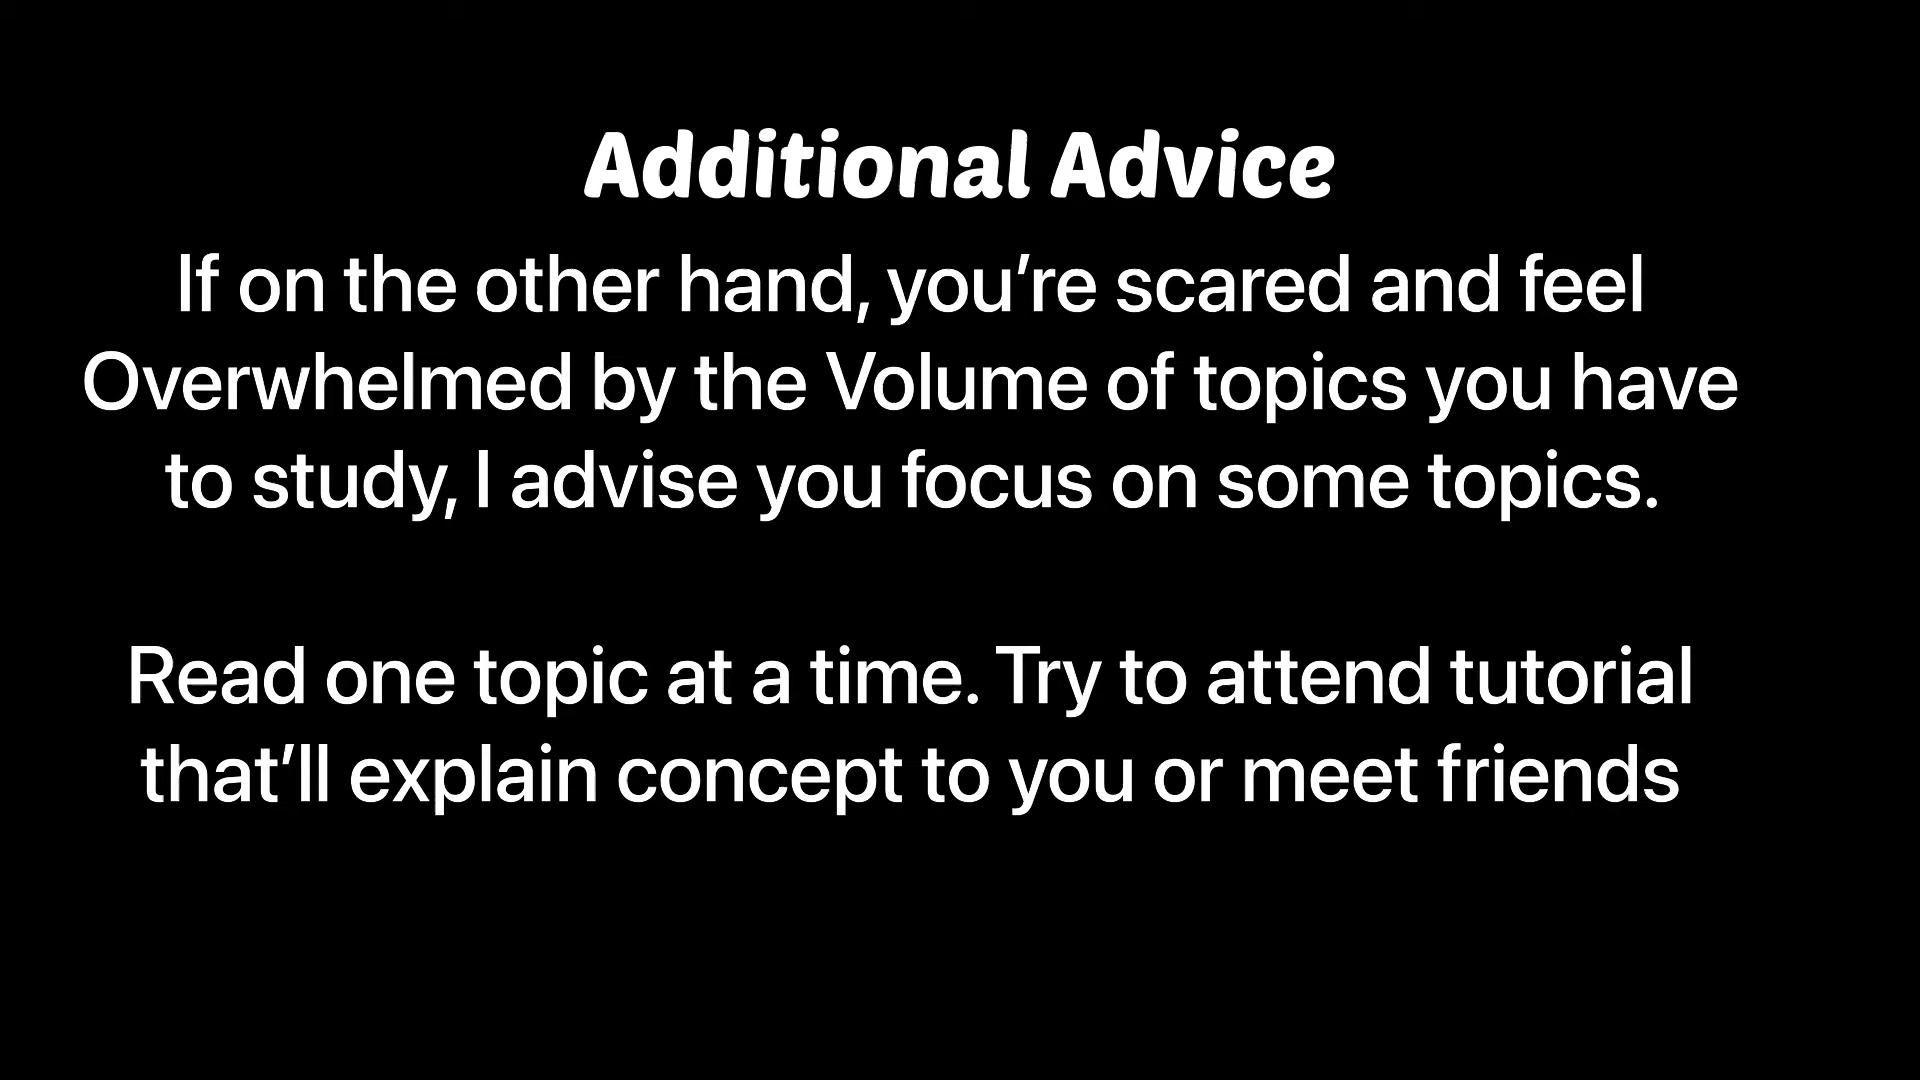 Additional Advice
If on the other hand, you’re scared and feel
Overwhelmed by the Volume of topics you have
to study, I advise you focus on some topics.
Read one topic at a time. Try to attend tutorial
that’ll explain concept to you or meet friends